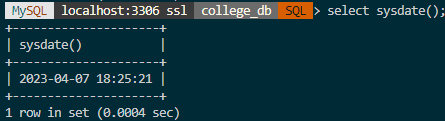 MySQL localhost:3306 ssl college_db SQL > select sysdate();
+---------------------+
| sysdate()           |
+---------------------+
| 2023-04-07 18:25:21 |
+---------------------+
1 row in set (0.0004 sec)